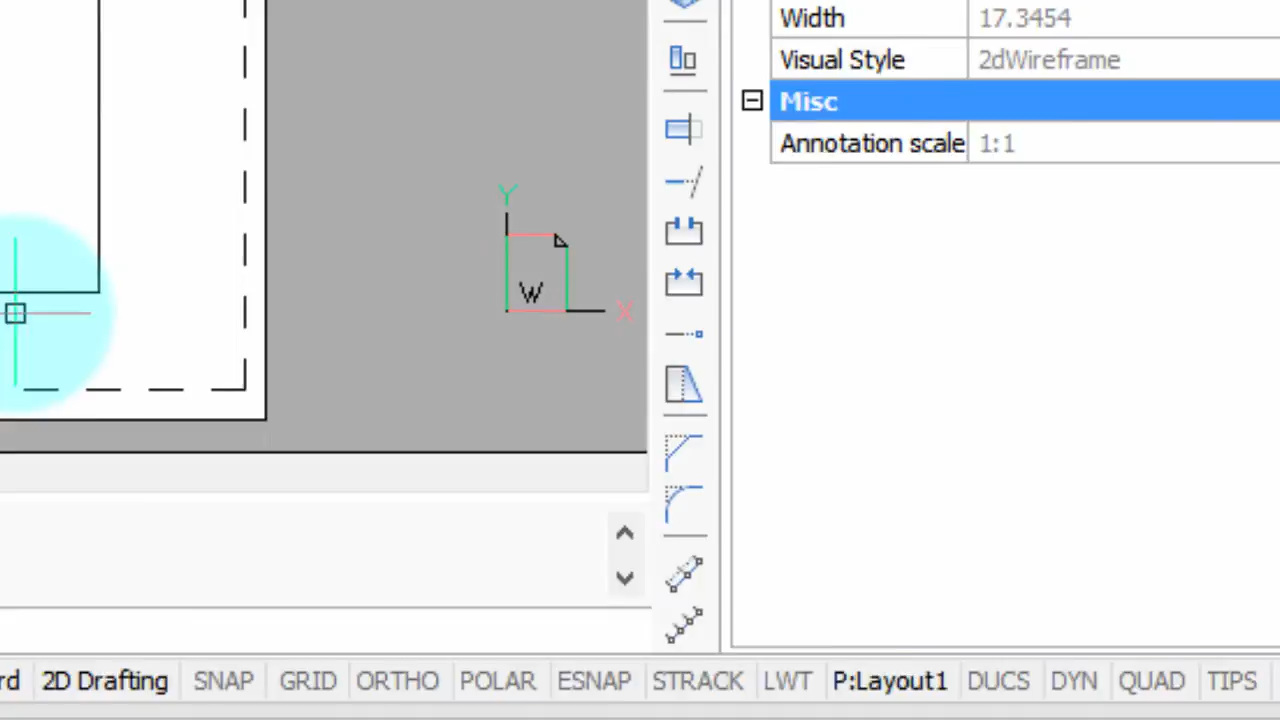 Width 17.3454
Visual Style 2dWireframe
Misc
Annotation scale 1:1
Y
W
X
rd 2D Drafting SNAP GRID ORTHO POLAR ESNAP STRACK LWT P:Layout1 DUCS DYN QUAD TIPS